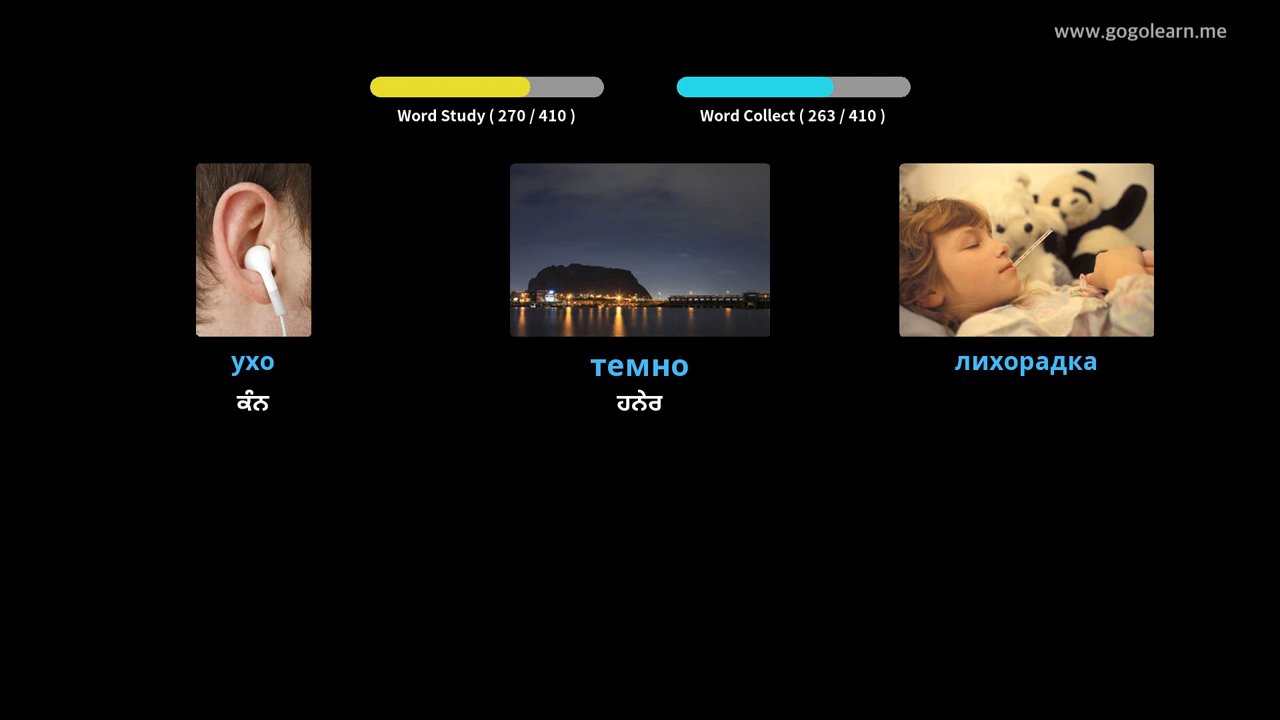 www.gogolearn.me
Word Study ( 270 / 410 )
Word Collect ( 263 / 410 )
ухо
темно
лихорадка
ਕੰਨ
ਹਨੇਰ